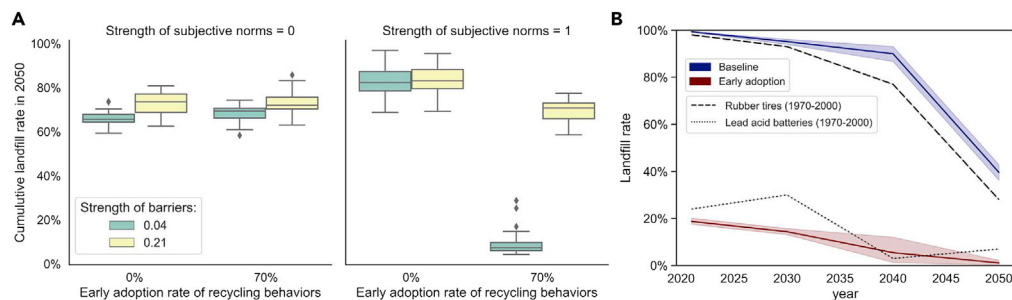 A
Strength of subjective norms = 0
Strength of subjective norms = 1
Cumulutive landfill rate in 2050
100%
80%
60%
40%
20%
0%
Strength of barriers:
0.04
0.21
0%
70%
0%
70%
Early adoption rate of recycling behaviors
Early adoption rate of recycling behaviors
B
Landfill rate
100%
80%
60%
40%
20%
0%
Baseline
Early adoption
Rubber tires (1970-2000)
Lead acid batteries (1970-2000)
2020 2025 2030 2035 2040 2045 2050
year